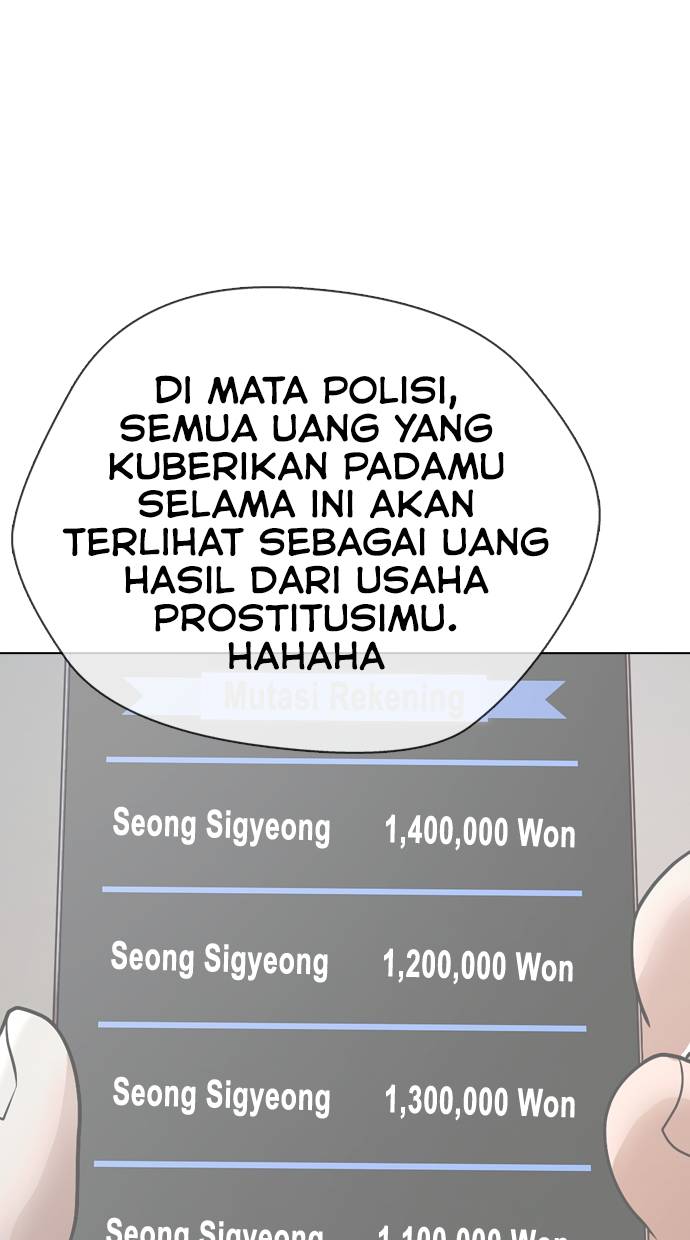 DI MATA POLISI,
SEMUA UANG YANG
KUBERIKAN PADAMU
SELAMA INI AKAN
TERLIHAT SEBAGAI UANG
HASIL DARI USAHA
PROSTITUSIMU.
HAHAHA
Mutasi Rekening
Seong Sigyeong 1,400,000 Won
Seong Sigyeong 1,200,000 Won
Seong Sigyeong 1,300,000 Won
Seong Sigyeong 1,100,000 Won